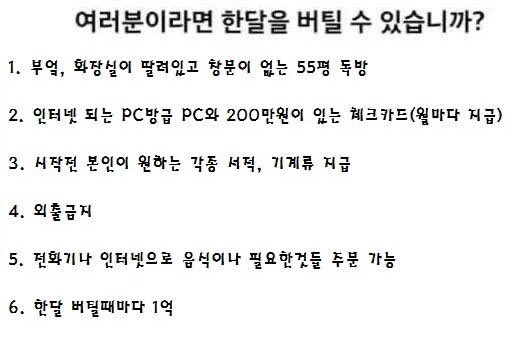 여러분이라면 한달을 버틸 수 있습니까?
1. 부엌, 화장실이 딸려있고 창문이 없는 55평 독방
2. 인터넷 되는 PC방급 PC와 200만원이 있는 체크카드(월마다 지급)
3. 시작전 본인이 원하는 각종 서적, 기계류 지급
4. 외출금지
5. 전화기나 인터넷으로 음식이나 필요한것들 주문 가능
6. 한달 버틸때마다 1억